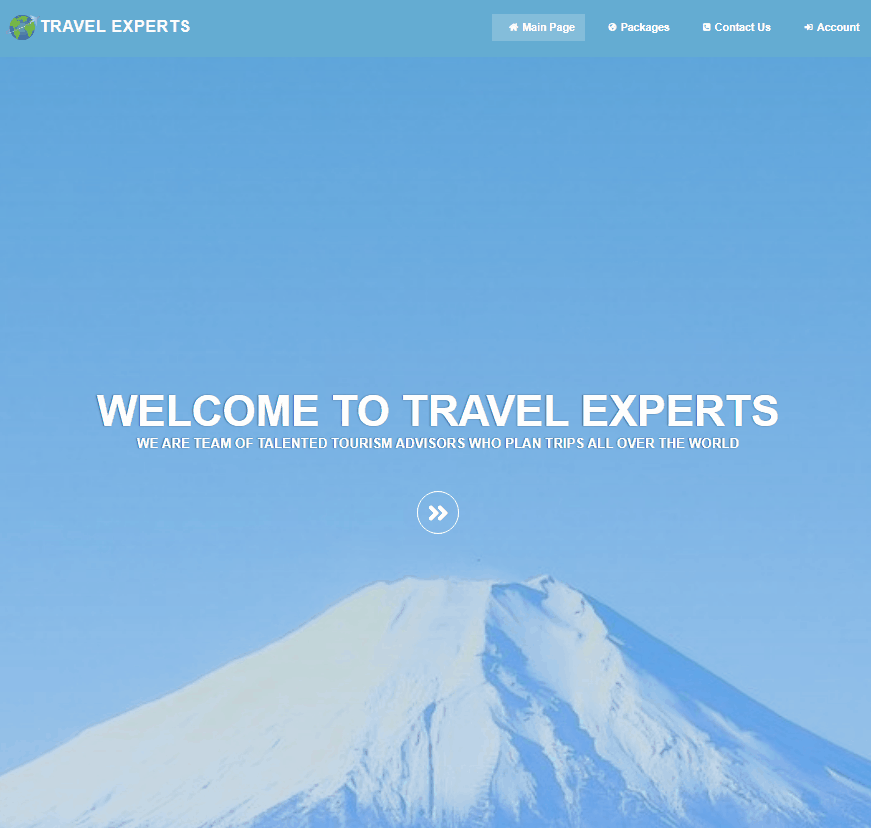 TRAVEL EXPERTS
Main Page Packages Contact Us Account
WELCOME TO TRAVEL EXPERTS
WE ARE TEAM OF TALENTED TOURISM ADVISORS WHO PLAN TRIPS ALL OVER THE WORLD